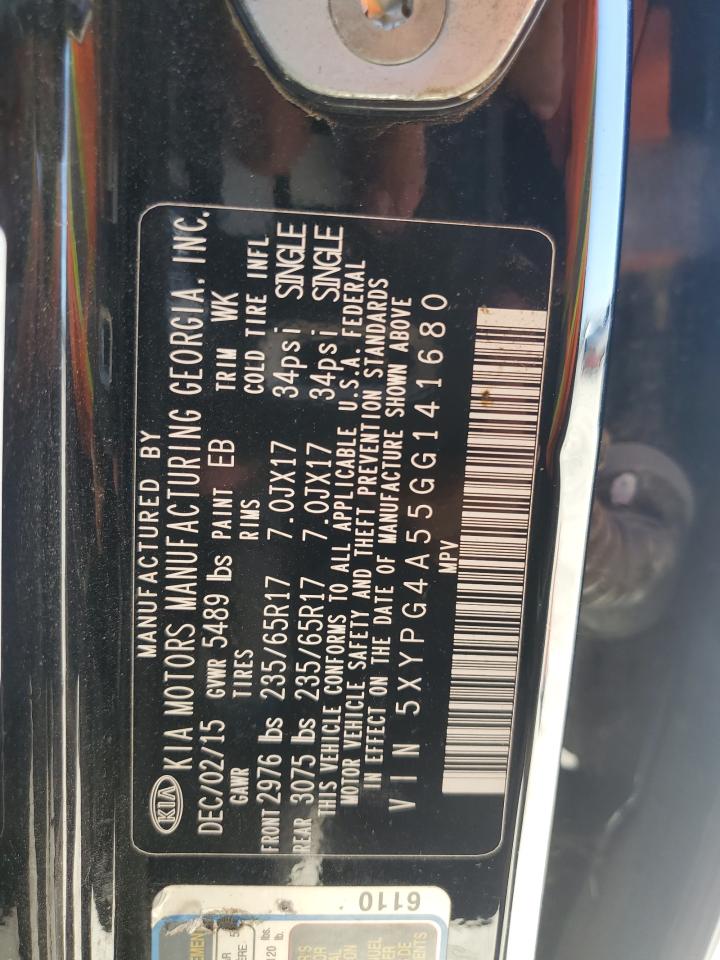 MANUFACTURED BY
KIA KIA MOTORS MANUFACTURING GEORGIA, INC.
DEC/02/15 GVWR 5489 lbs PAINT EB TRIM WK
GAWR TIRES RIMS COLD TIRE INFL
FRONT 2976 lbs 235/65R17 7.0JX17 34psi SINGLE
REAR 3075 lbs 235/65R17 7.0JX17 34psi SINGLE
THIS VEHICLE CONFORMS TO ALL APPLICABLE U.S.A. FEDERAL
MOTOR VEHICLE SAFETY AND THEFT PREVENTION STANDARDS
IN EFFECT ON THE DATE OF MANUFACTURE SHOWN ABOVE
VIN 5XYPG4A55GG141680
MPV
6110